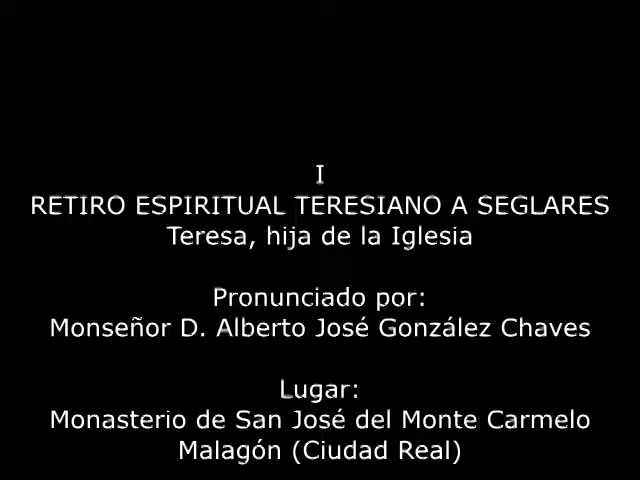 I
RETIRO ESPIRITUAL TERESIANO A SEGLARES
Teresa, hija de la Iglesia
Pronunciado por:
Monseñor D. Alberto José González Chaves
Lugar:
Monasterio de San José del Monte Carmelo
Malagón (Ciudad Real)